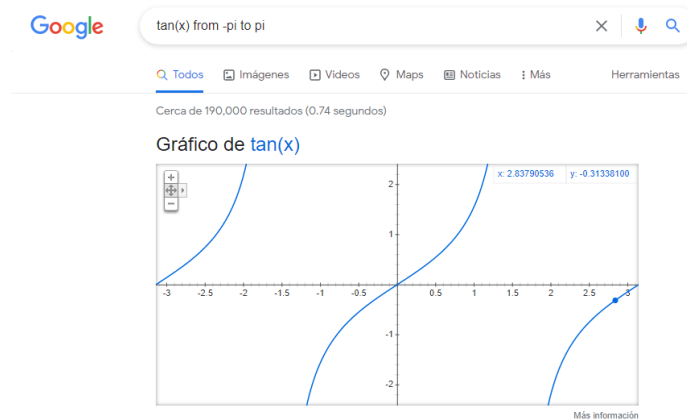 Google
tan(x) from -pi to pi
Todos Imágenes Videos Maps Noticias Más Herramientas
Cerca de 190,000 resultados (0.74 segundos)
Gráfico de tan(x)
x: 2.83790536 y: -0.31338100
2
1
-3 -2.5 -2 -1.5 -1 -0.5 0.5 1 1.5 2 2.5 3
-1
-2
Más información